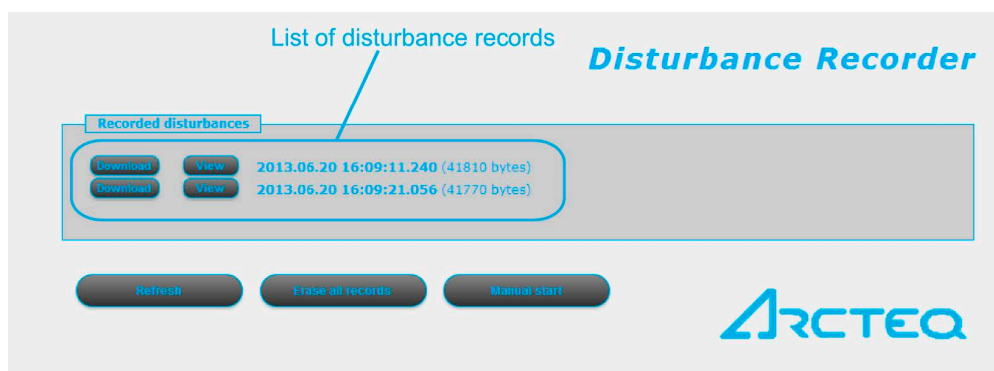 List of disturbance records
Disturbance Recorder
Recorded disturbances
Download View 2013.06.20 16:09:11.240 (41810 bytes)
Download View 2013.06.20 16:09:21.056 (41770 bytes)
Refresh Erase all records Manual start
ARCTEQ